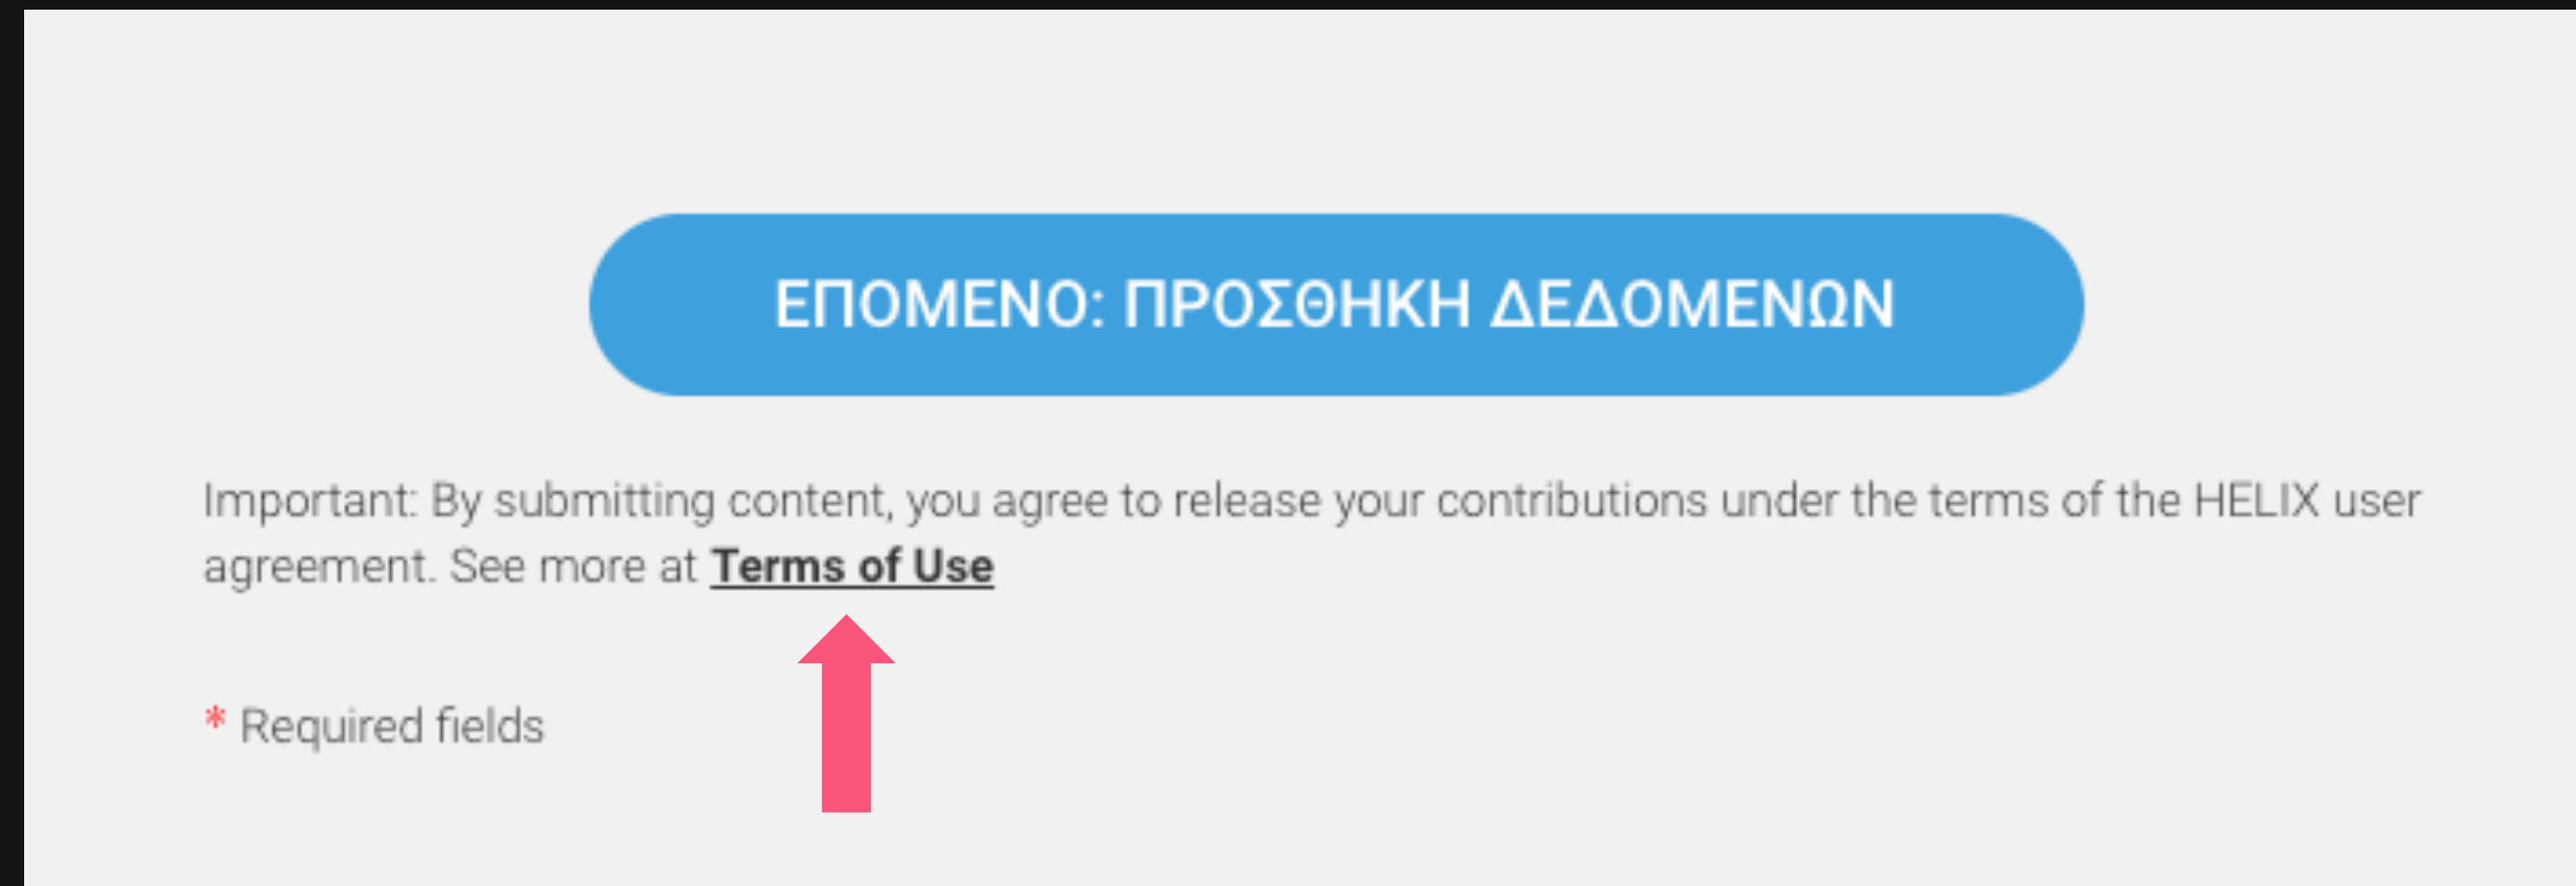 ΕΠΟΜΕΝΟ: ΠΡΟΣΘΗΚΗ ΔΕΔΟΜΕΝΩΝ
Important: By submitting content, you agree to release your contributions under the terms of the HELIX user
agreement. See more at Terms of Use
* Required fields